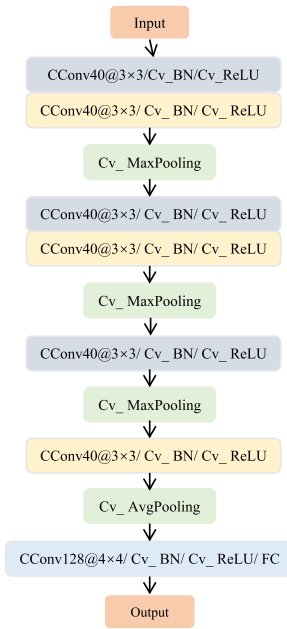 Input
CConv40@3×3/Cv_BN/Cv_ReLU
CConv40@3×3/ Cv_ BN/ Cv_ ReLU
Cv_ MaxPooling
CConv40@3×3/ Cv_ BN/ Cv_ ReLU
CConv40@3×3/ Cv_ BN/ Cv_ ReLU
Cv_ MaxPooling
CConv40@3×3/ Cv_ BN/ Cv_ ReLU
Cv_ MaxPooling
CConv40@3×3/ Cv_ BN/ Cv_ ReLU
Cv_ AvgPooling
CConv128@4×4/ Cv_ BN/ Cv_ ReLU/ FC
Output